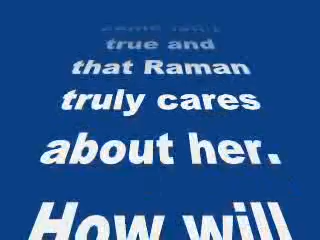 true and
that Raman
truly cares
about her.
How will